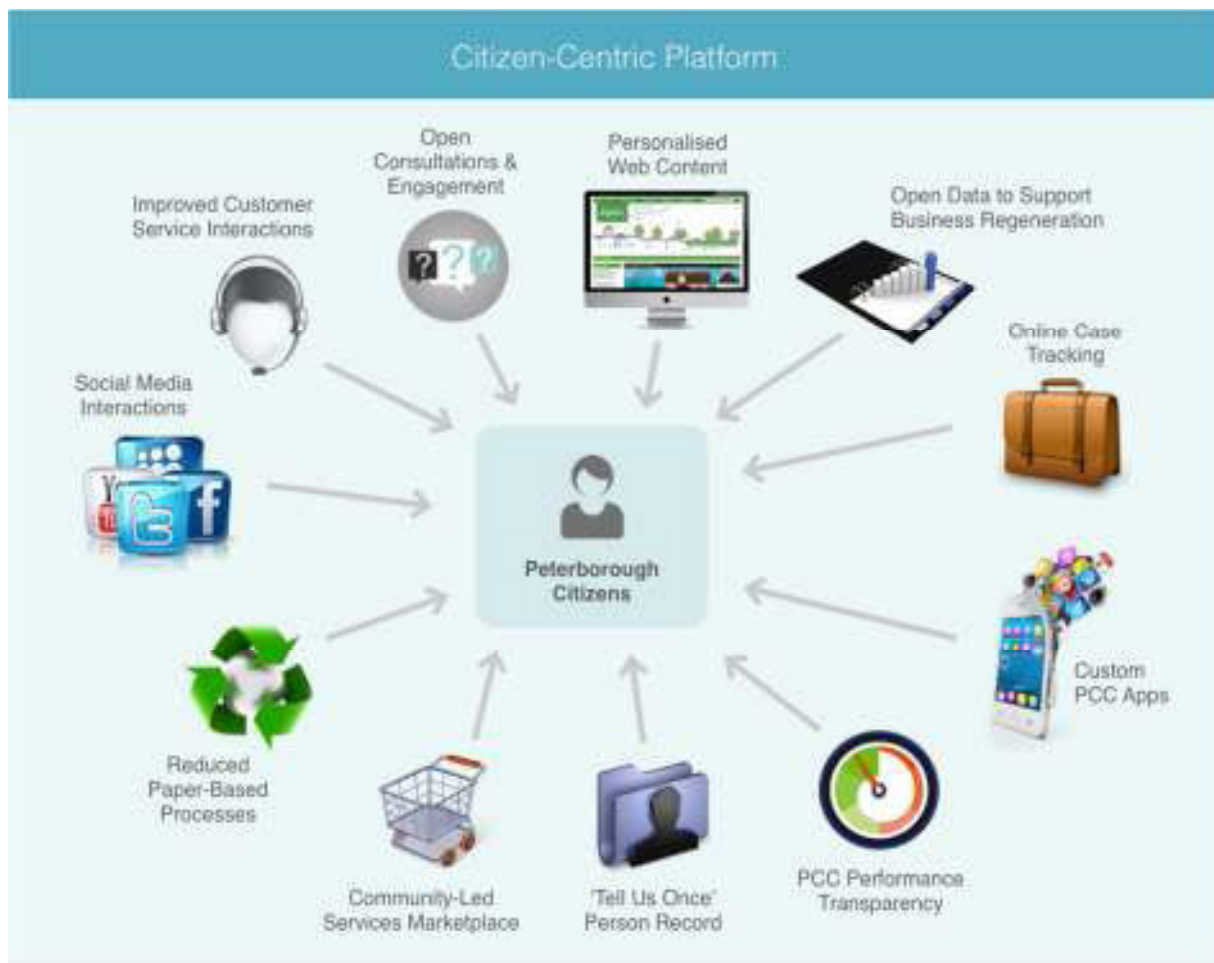 Citizen-Centric Platform
Open
Consultations &
Engagement
Personalised
Web Content
Improved Customer
Service Interactions
Open Data to Support
Business Regeneration
? ? ?
Online Case
Tracking
Social Media
Interactions
Peterborough
Citizens
Custom
PCC Apps
Reduced
Paper-Based
Processes
Community-Led
Services Marketplace
'Tell Us Once'
Person Record
PCC Performance
Transparency